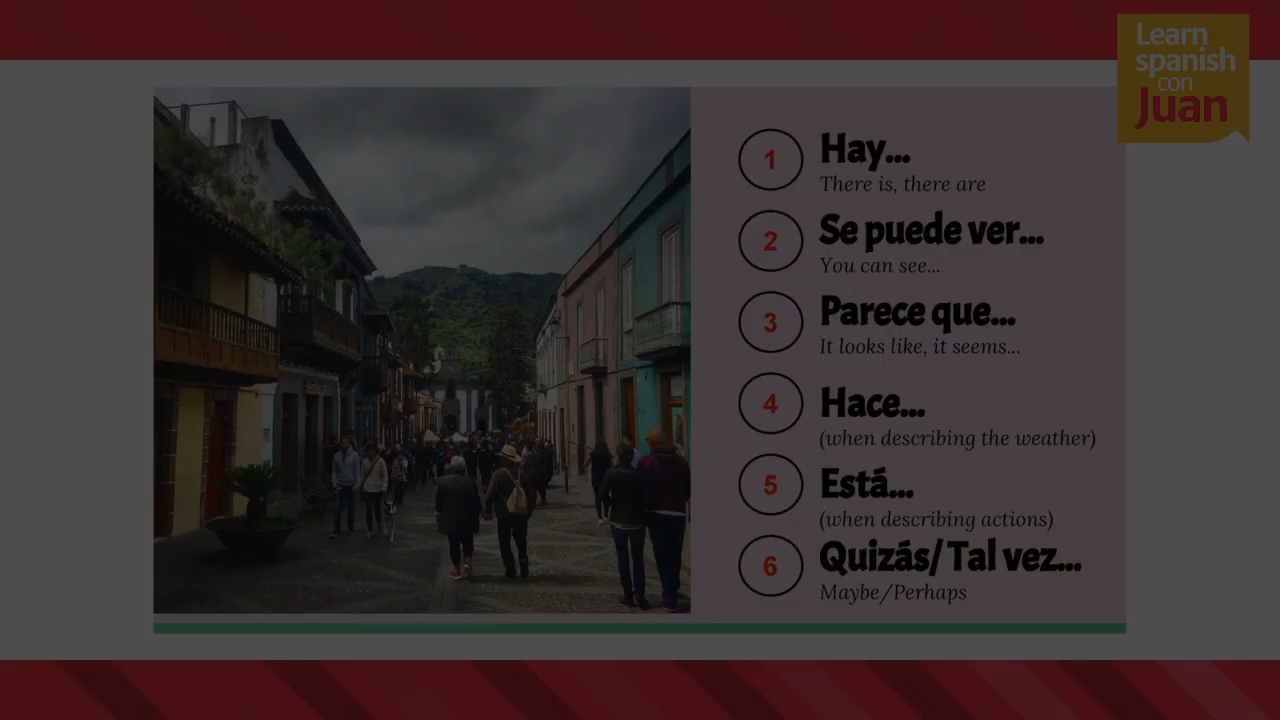 Learn
spanish
con
Juan
1
Hay...
There is, there are
2
Se puede ver...
You can see...
3
Parece que...
It looks like, it seems...
4
Hace...
(when describing the weather)
5
Está...
(when describing actions)
6
Quizás/ Tal vez...
Maybe/Perhaps